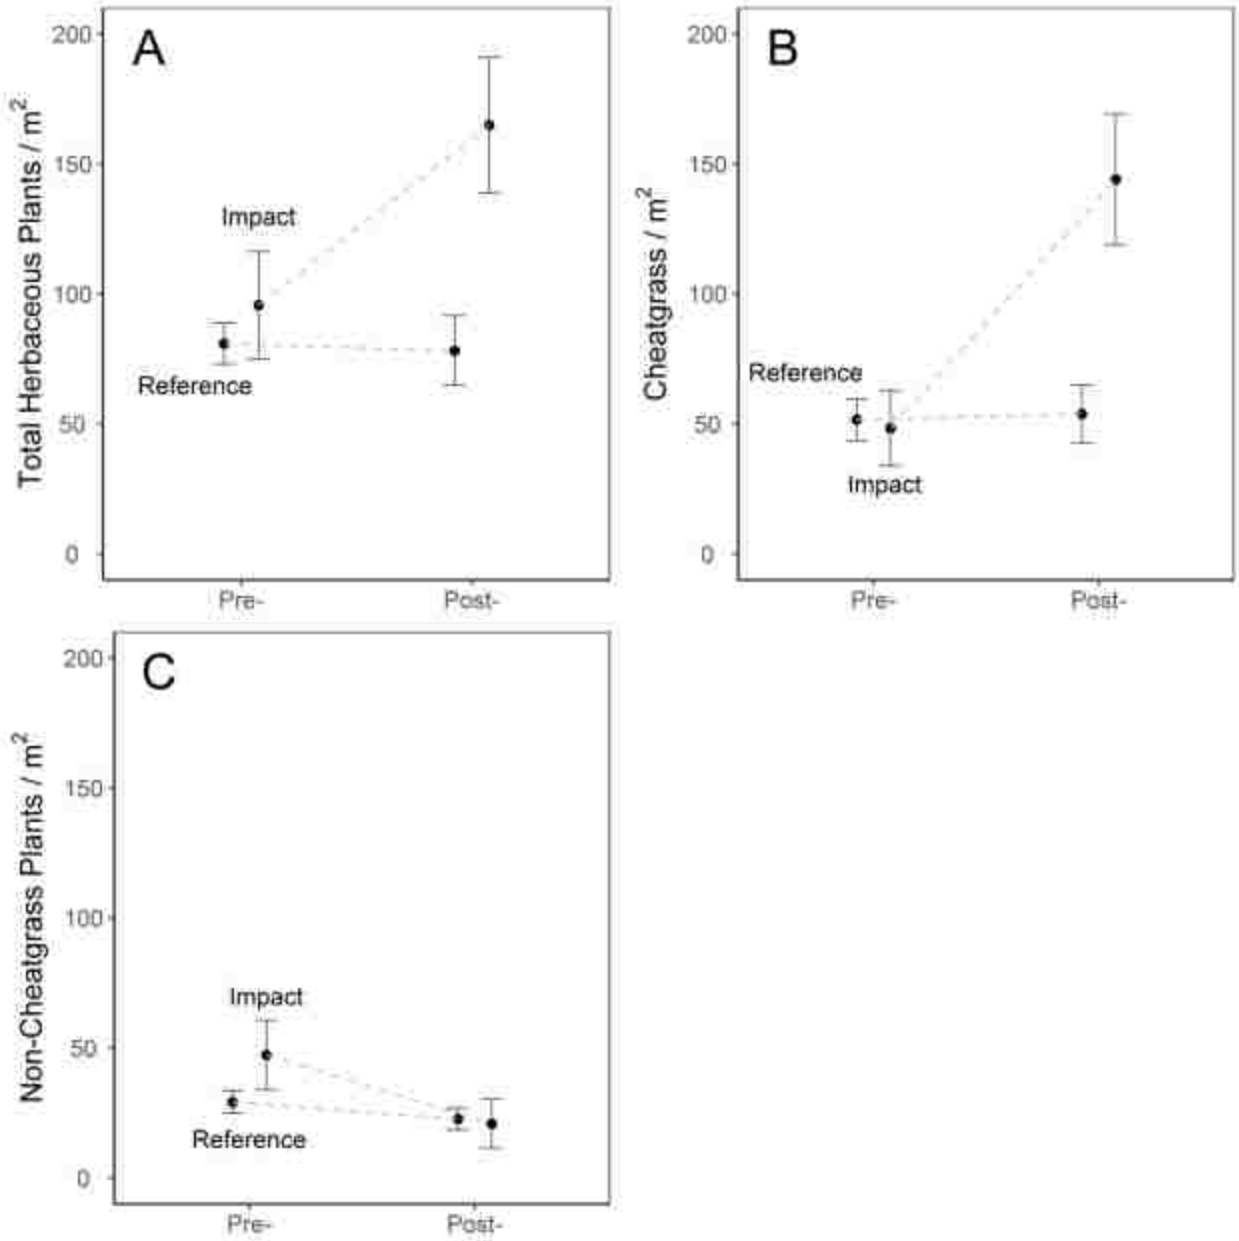 A
Total Herbaceous Plants / m²
200
150
100
50
0
Impact
Reference
Pre-
Post-
B
Cheatgrass / m²
200
150
100
50
0
Reference
Impact
Pre-
Post-
C
Non-Cheatgrass Plants / m²
200
150
100
50
0
Impact
Reference
Pre-
Post-